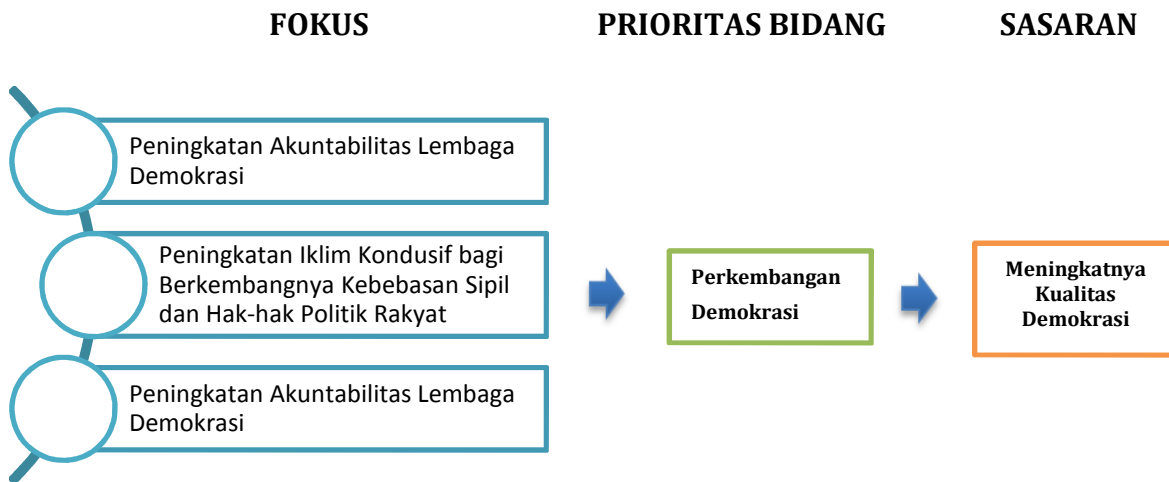 FOKUS
PRIORITAS BIDANG
SASARAN
Peningkatan Akuntabilitas Lembaga
Demokrasi
Peningkatan Iklim Kondusif bagi
Berkembangnya Kebebasan Sipil
dan Hak-hak Politik Rakyat
Peningkatan Akuntabilitas Lembaga
Demokrasi
Perkembangan
Demokrasi
Meningkatnya
Kualitas
Demokrasi